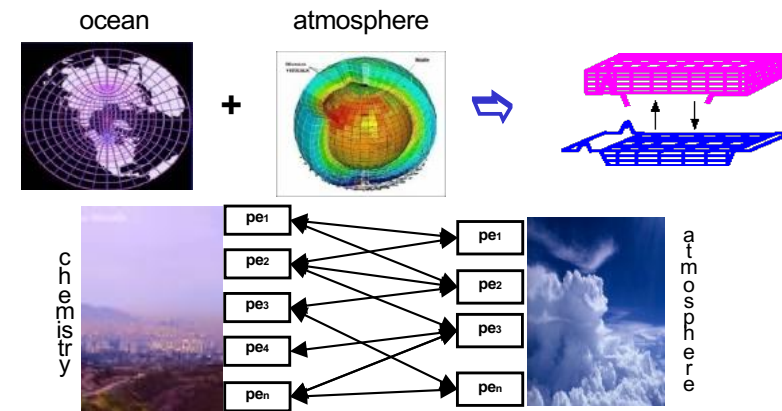 ocean
atmosphere
+
chemistry
pe1
pe2
pe3
pe4
pen
pe1
pe2
pe3
pen
atmosphere